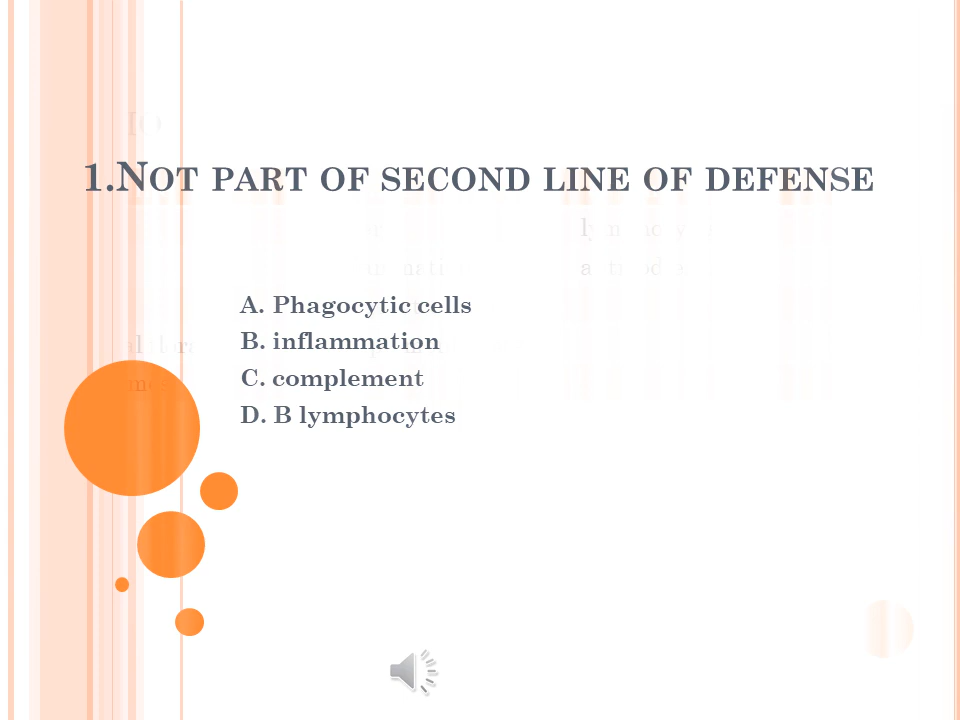 1.NOT PART OF SECOND LINE OF DEFENSE
A. Phagocytic cells
B. inflammation
C. complement
D. B lymphocytes